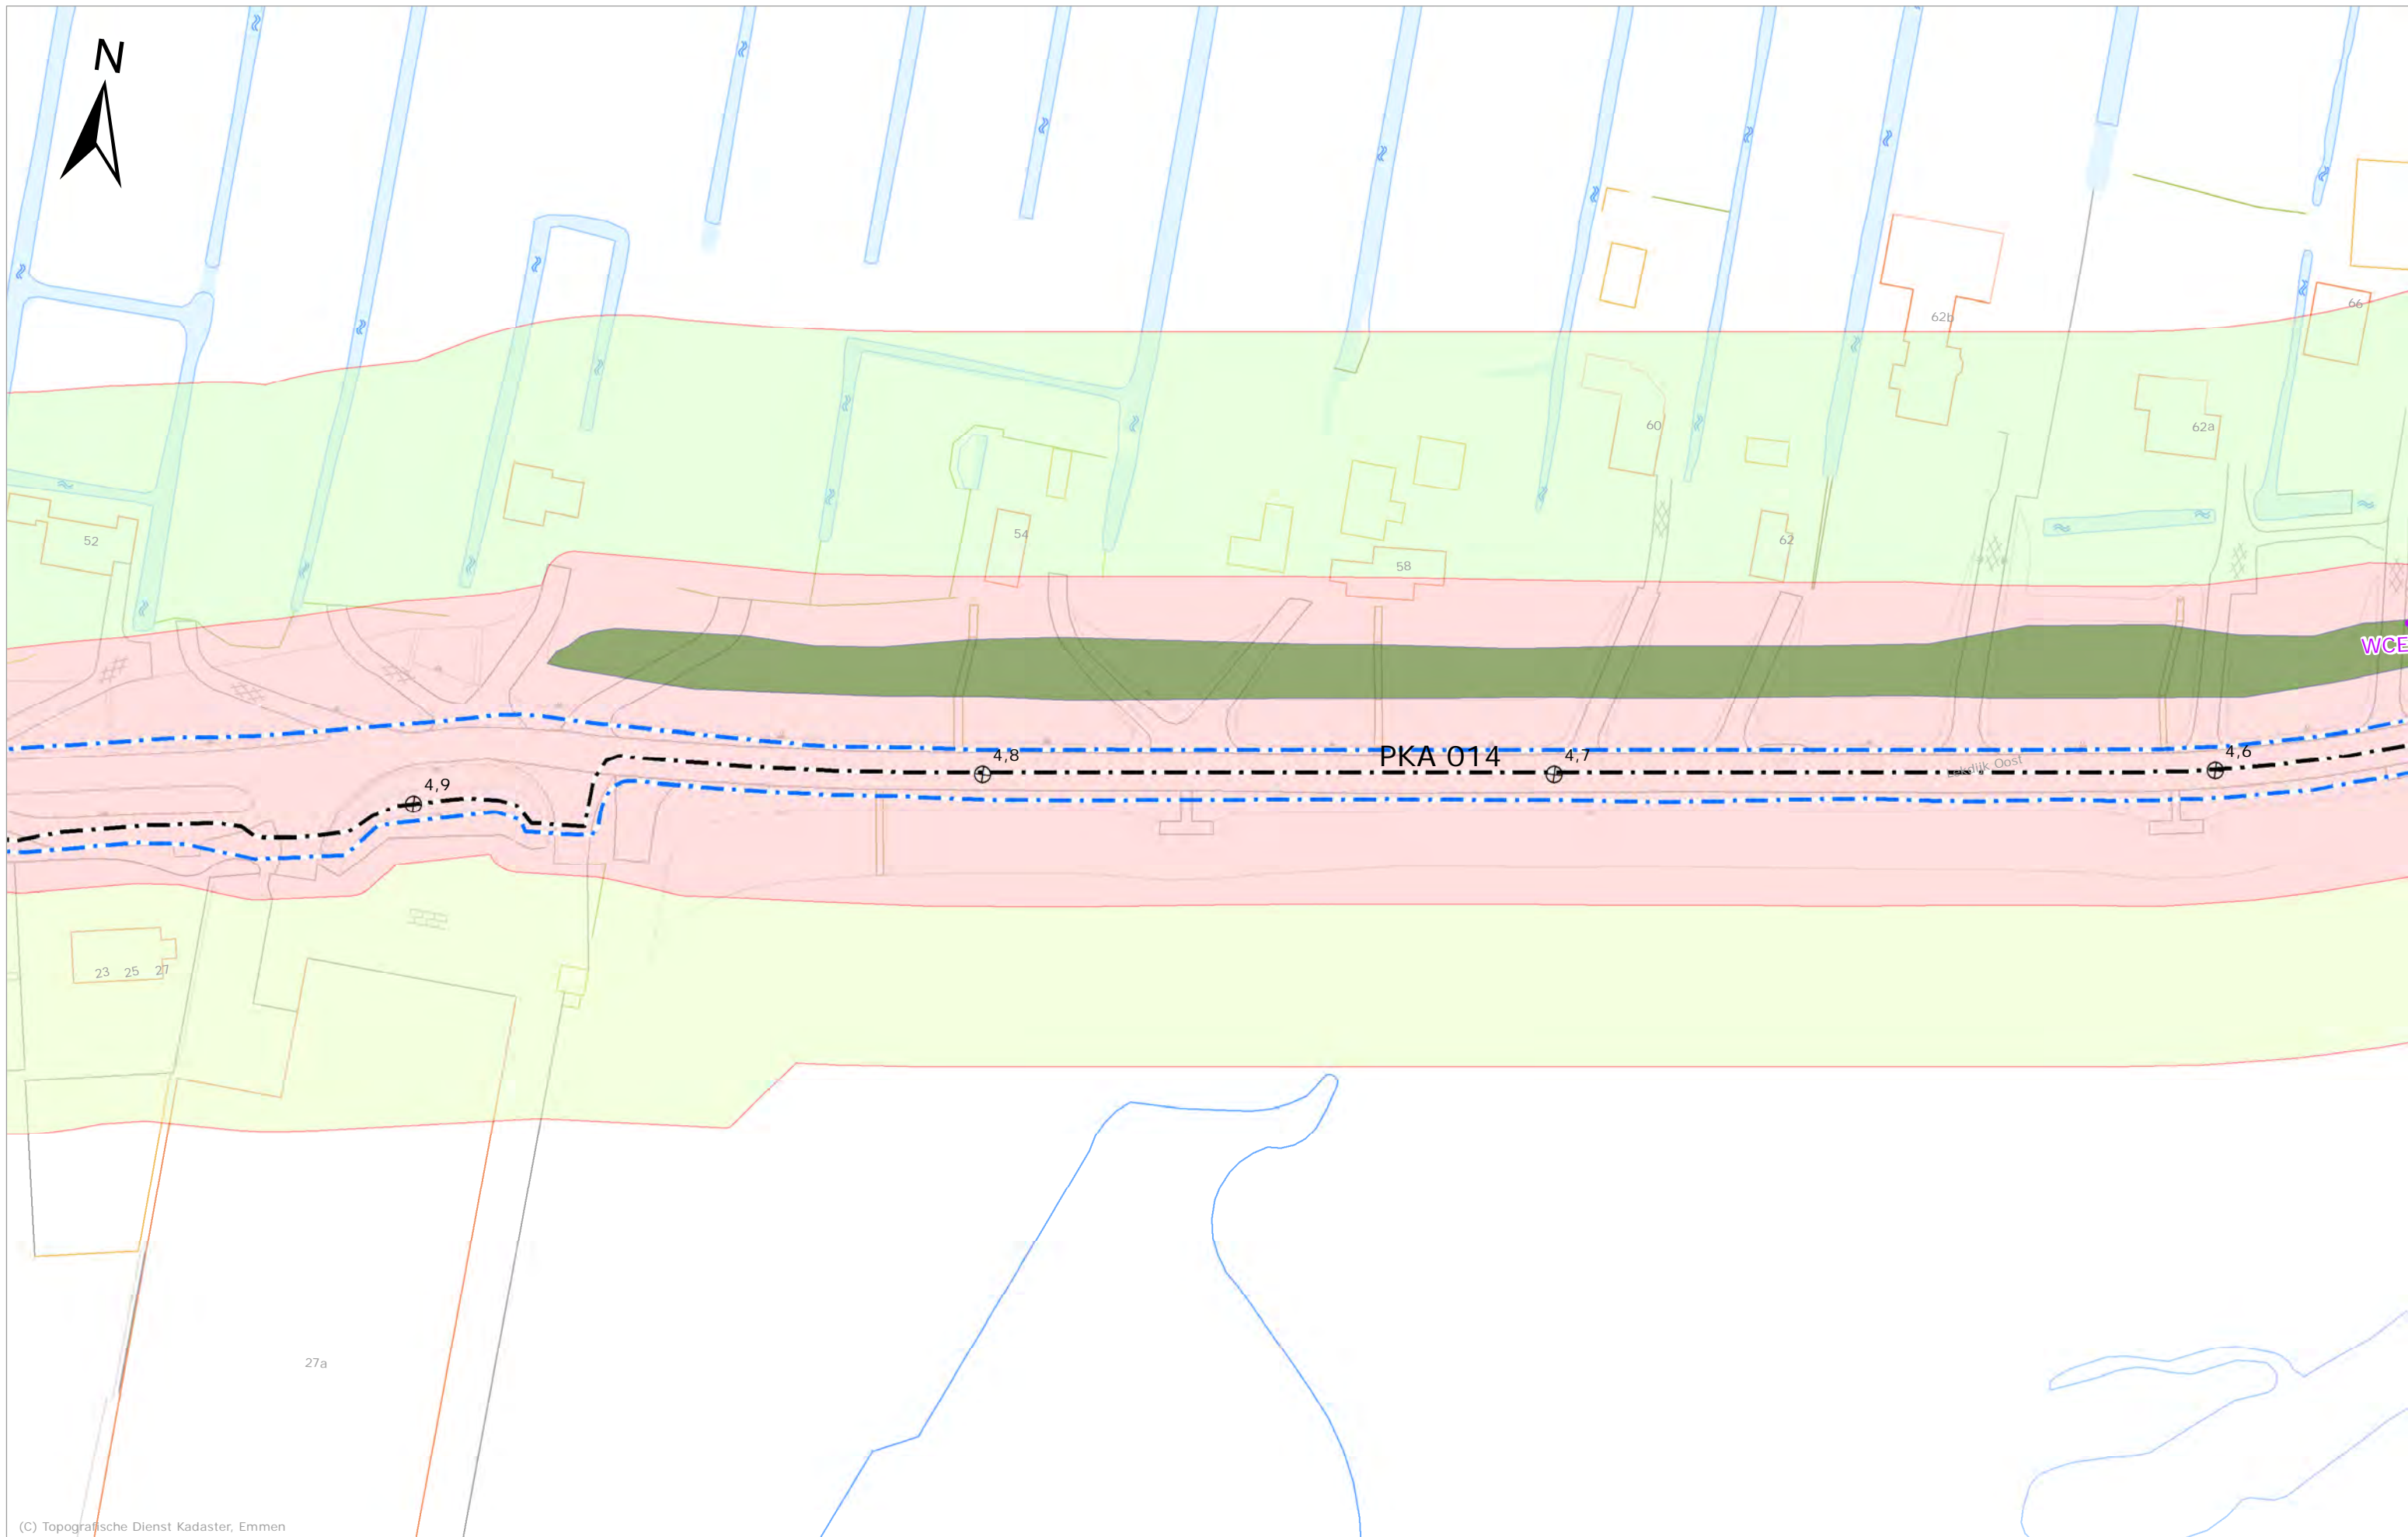 N
66
62b
60
62a
52
54
62
58
WCE
PKA 014
4,8
4,7
4,6
Lekdijk Oost
4,9
23 25 27
27a
(C) Topografische Dienst Kadaster, Emmen